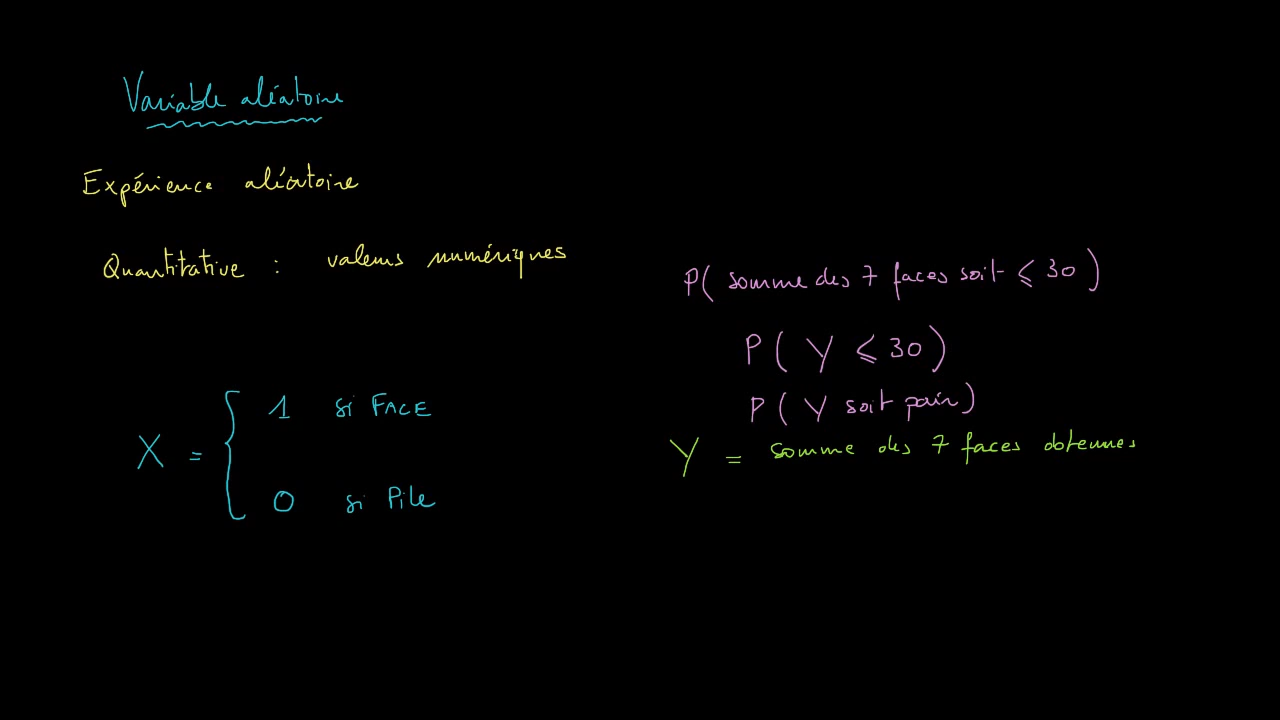 Variable aléatoire
Expérience aléatoire
Quantitative : valeurs numériques
X = { 1 si FACE
0 si Pile
P( somme des 7 faces soit ⩽ 30 )
P( Y ⩽ 30 )
P( Y soit pair )
Y = somme des 7 faces obtenues